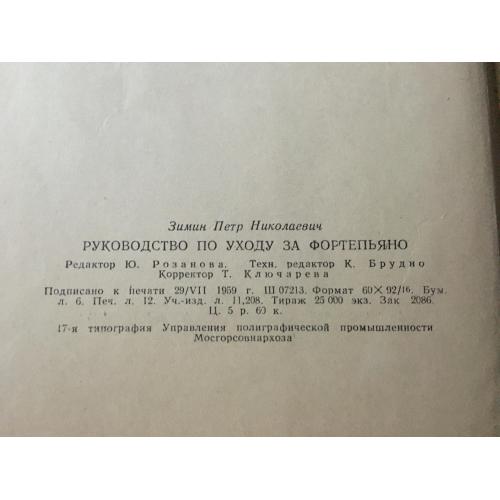 Зимин Петр Николаевич
РУКОВОДСТВО ПО УХОДУ ЗА ФОРТЕПЬЯНО
Редактор Ю. Розанова. Техн. редактор К. Брудно
Корректор Т. Ключарева
Подписано к печати 29/VII 1959 г. Ш 07213. Формат 60×92/16. Бум.
л. 6. Печ. л. 12. Уч.-изд. л. 11,208. Тираж 25 000 экз. Зак 2086.
Ц. 5 р. 60 к.
17-я типография Управления полиграфической промышленности
Мосгорсовнархоза